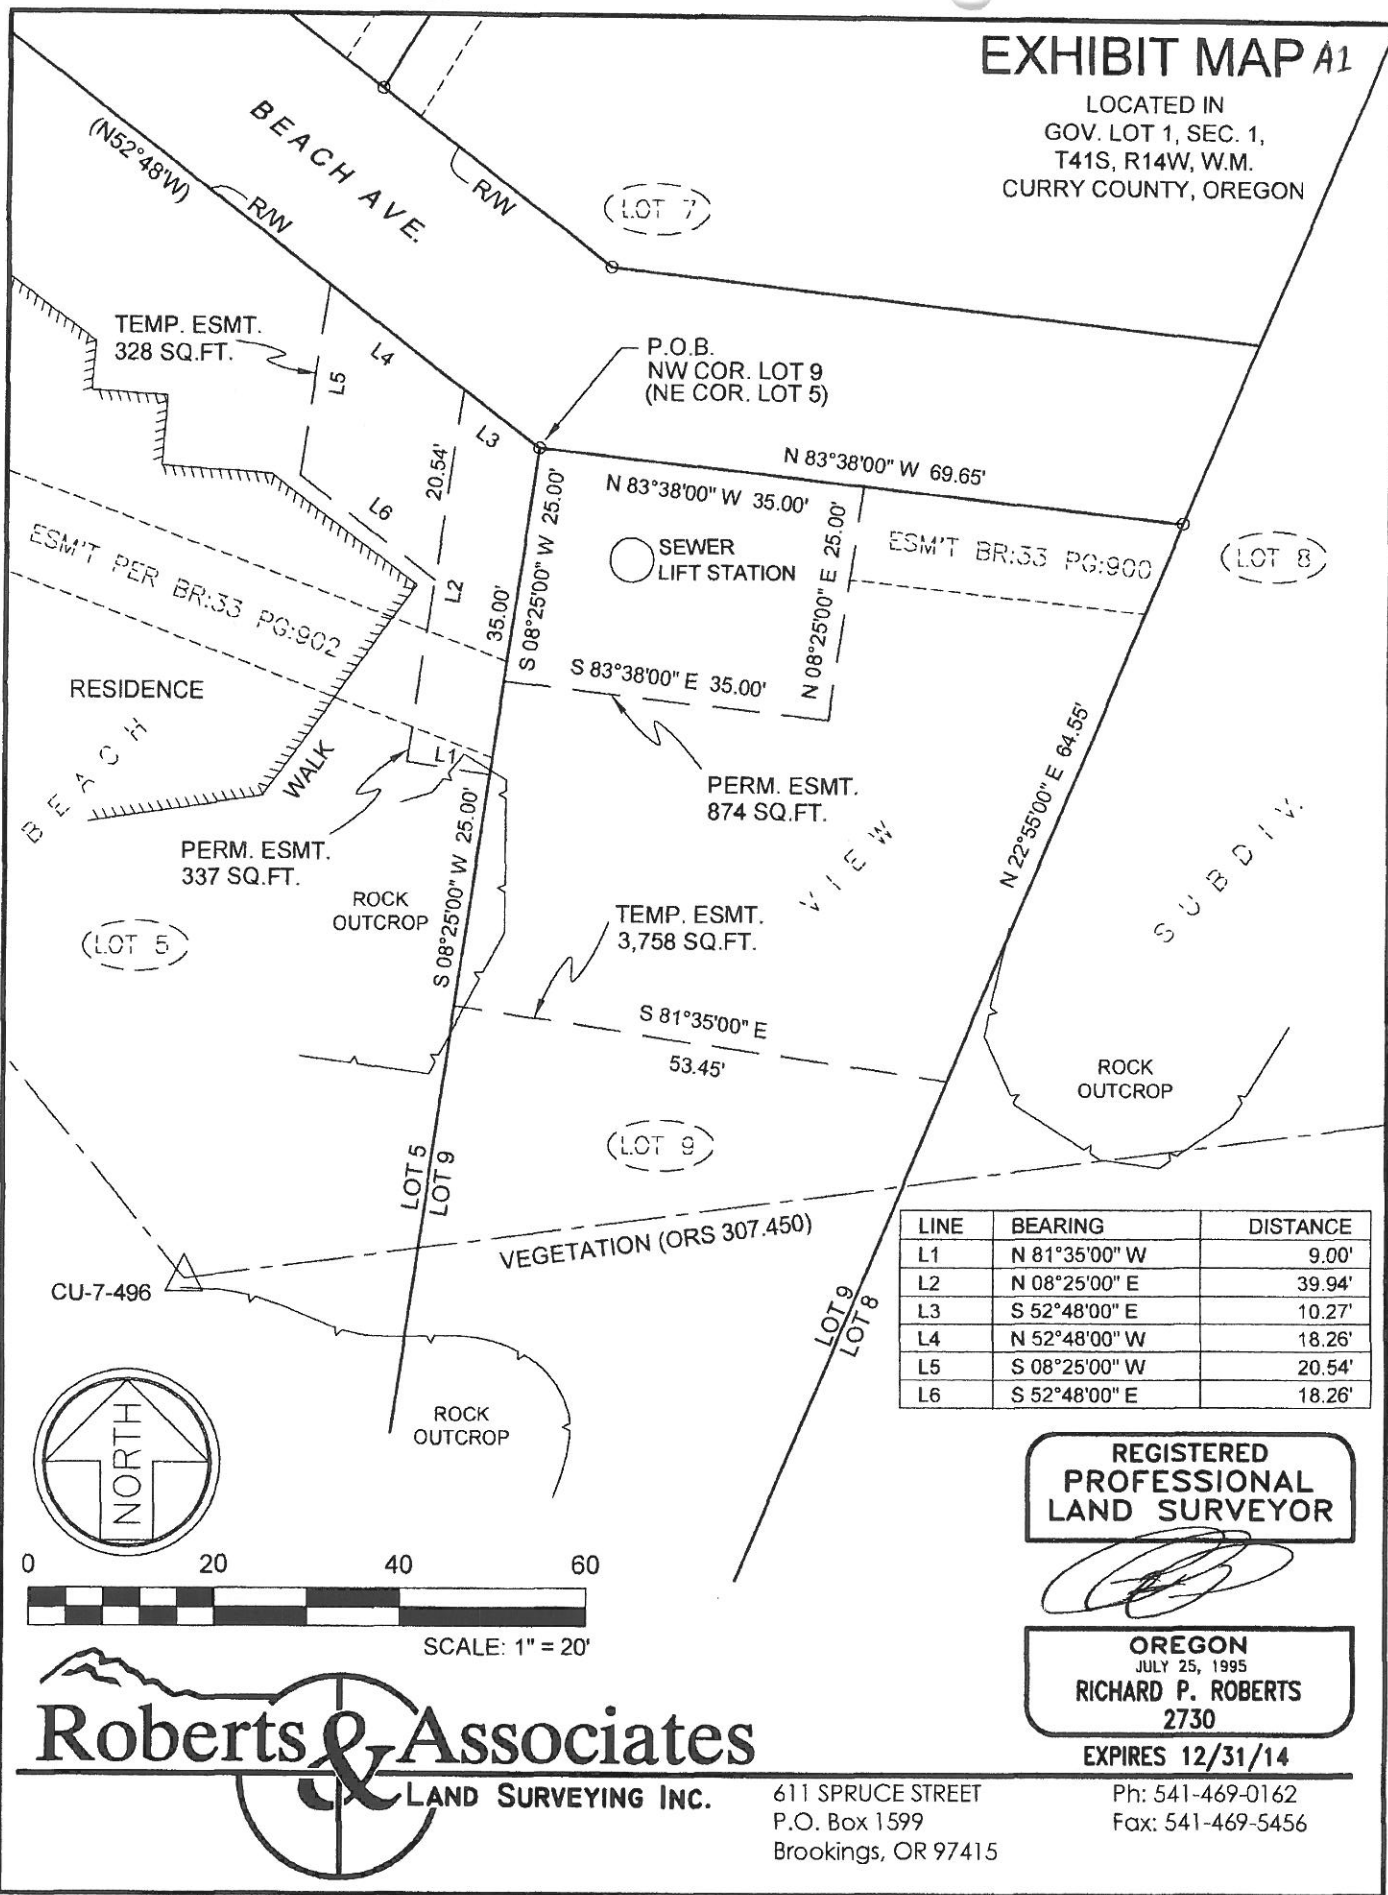 EXHIBIT MAP A1
LOCATED IN
GOV. LOT 1, SEC. 1,
T41S, R14W, W.M.
CURRY COUNTY, OREGON
BEACH AVE.
(N52°48'W)
R/W
R/W
LOT 7
TEMP. ESMT.
328 SQ.FT.
L4
L5
L3
20.54'
L6
L2
P.O.B.
NW COR. LOT 9
(NE COR. LOT 5)
N 83°38'00" W 69.65'
N 83°38'00" W 35.00'
S 08°25'00" W 25.00'
35.00'
SEWER
LIFT STATION
N 08°25'00" E 25.00'
ESM'T BR:33 PG:900
LOT 8
ESM'T PER BR:33 PG:902
S 83°38'00" E 35.00'
RESIDENCE
BEACH
WALK
L1
PERM. ESMT.
874 SQ.FT.
N 22°55'00" E 64.55'
VIEW
SUBDIV.
PERM. ESMT.
337 SQ.FT.
ROCK
OUTCROP
S 08°25'00" W 25.00'
LOT 5
TEMP. ESMT.
3,758 SQ.FT.
S 81°35'00" E
53.45'
ROCK
OUTCROP
LOT 9
LOT 5
LOT 9
VEGETATION (ORS 307.450)
CU-7-496
LOT 9
LOT 8
LINE BEARING DISTANCE
L1 N 81°35'00" W 9.00'
L2 N 08°25'00" E 39.94'
L3 S 52°48'00" E 10.27'
L4 N 52°48'00" W 18.26'
L5 S 08°25'00" W 20.54'
L6 S 52°48'00" E 18.26'
ROCK
OUTCROP
NORTH
0 20 40 60
SCALE: 1" = 20'
REGISTERED
PROFESSIONAL
LAND SURVEYOR
OREGON
JULY 25, 1995
RICHARD P. ROBERTS
2730
EXPIRES 12/31/14
Roberts & Associates
LAND SURVEYING INC.
611 SPRUCE STREET
P.O. Box 1599
Brookings, OR 97415
Ph: 541-469-0162
Fax: 541-469-5456